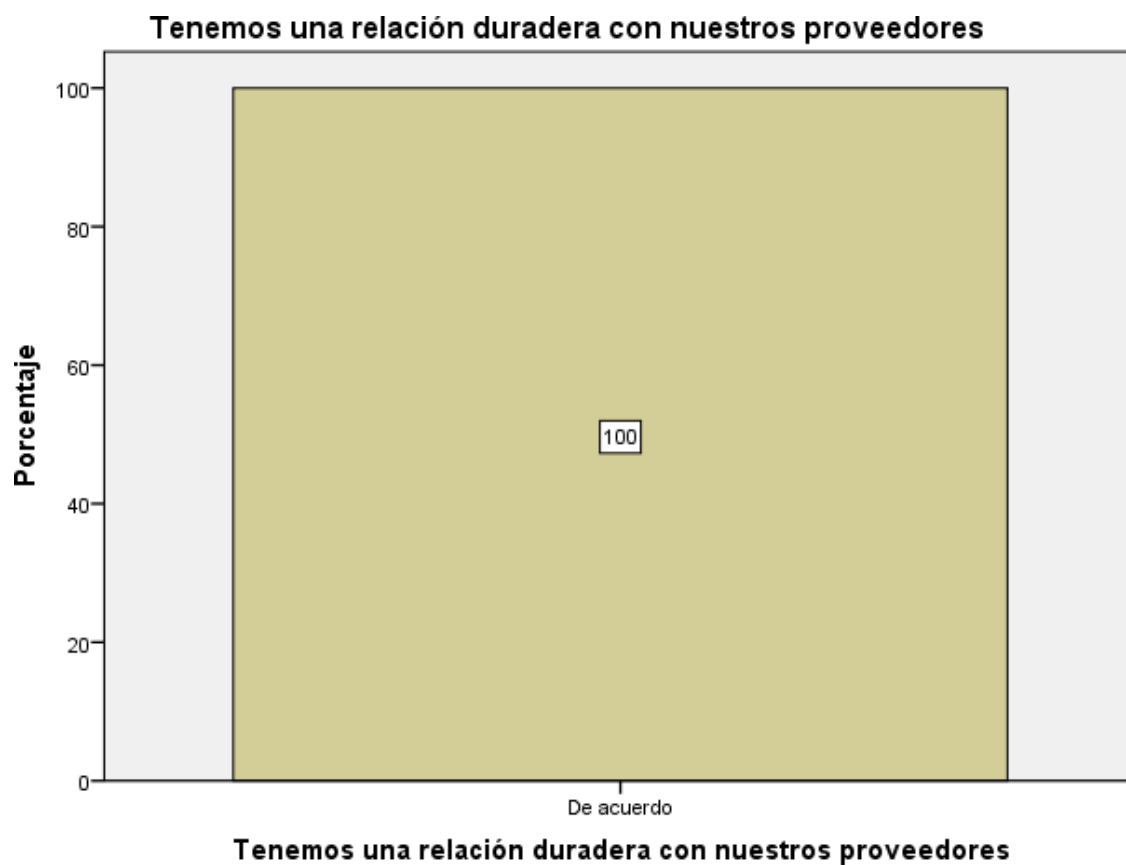 Tenemos una relación duradera con nuestros proveedores
100
80
60
40
20
0
Porcentaje
100
De acuerdo
Tenemos una relación duradera con nuestros proveedores